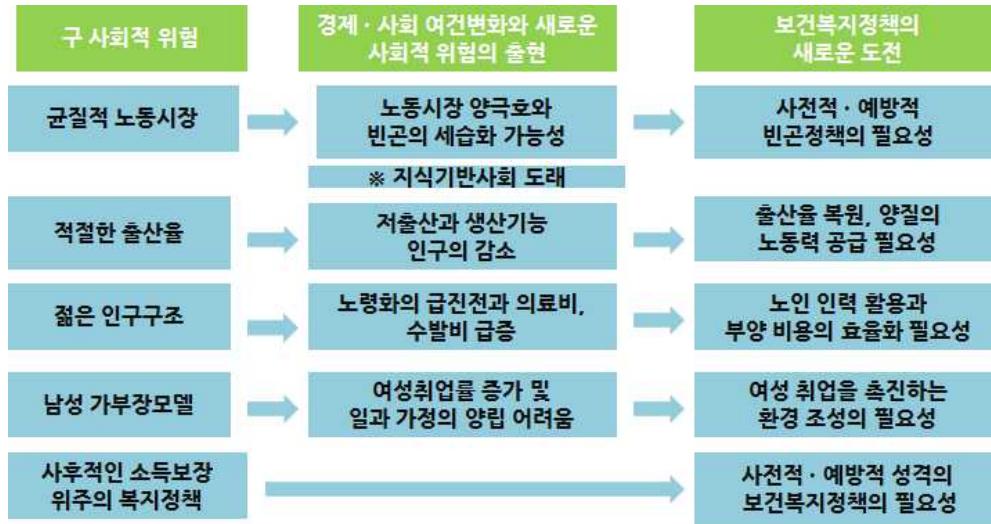 구 사회적 위험
경제 · 사회 여건변화와 새로운
사회적 위험의 출현
보건복지정책의
새로운 도전
균질적 노동시장
노동시장 양극호와
빈곤의 세습화 가능성
사전적 · 예방적
빈곤정책의 필요성
※ 지식기반사회 도래
적절한 출산율
저출산과 생산기능
인구의 감소
출산율 복원, 양질의
노동력 공급 필요성
젊은 인구구조
노령화의 급진전과 의료비,
수발비 급증
노인 인력 활용과
부양 비용의 효율화 필요성
남성 가부장모델
여성취업률 증가 및
일과 가정의 양립 어려움
여성 취업을 촉진하는
환경 조성의 필요성
사후적인 소득보장
위주의 복지정책
사전적 · 예방적 성격의
보건복지정책의 필요성